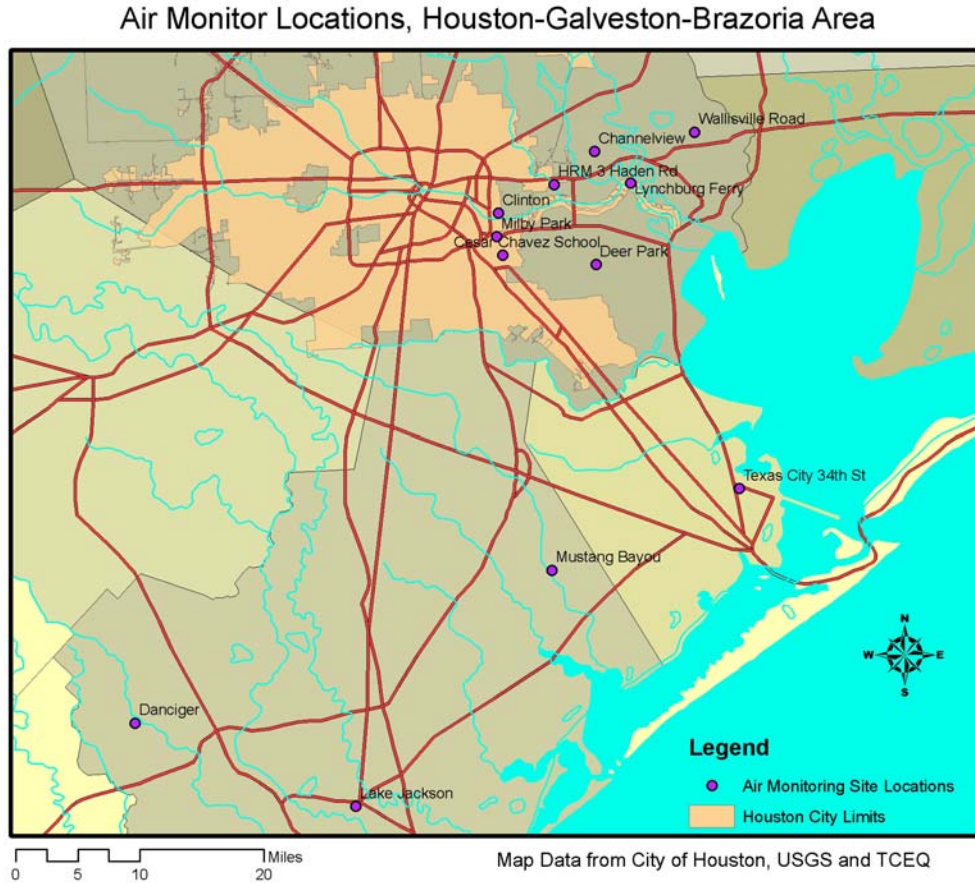 Air Monitor Locations, Houston-Galveston-Brazoria Area
Wallisville Road
Channelview
HRM 3 Haden Rd
Lynchburg Ferry
Clinton
Milby Park
Cesar Chavez School
Deer Park
Texas City 34th St
Mustang Bayou
N
W E
S
Danciger
Lake Jackson
Legend
Air Monitoring Site Locations
Houston City Limits
Miles
0 5 10 20
Map Data from City of Houston, USGS and TCEQ